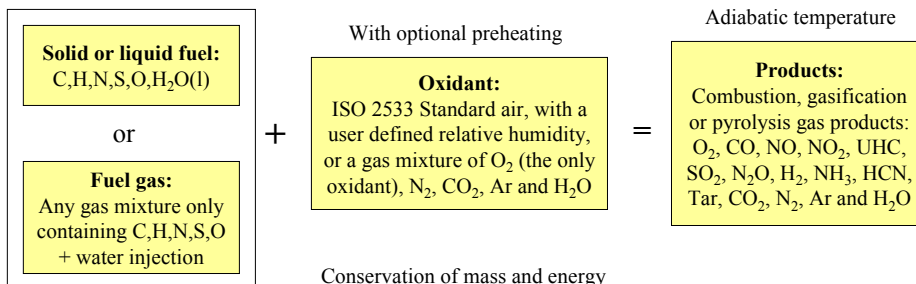 Solid or liquid fuel:
C,H,N,S,O,H₂O(l)
or
Fuel gas:
Any gas mixture only
containing C,H,N,S,O
+ water injection
+
With optional preheating
Oxidant:
ISO 2533 Standard air, with a
user defined relative humidity,
or a gas mixture of O₂ (the only
oxidant), N₂, CO₂, Ar and H₂O
=
Adiabatic temperature
Products:
Combustion, gasification
or pyrolysis gas products:
O₂, CO, NO, NO₂, UHC,
SO₂, N₂O, H₂, NH₃, HCN,
Tar, CO₂, N₂, Ar and H₂O
Conservation of mass and energy